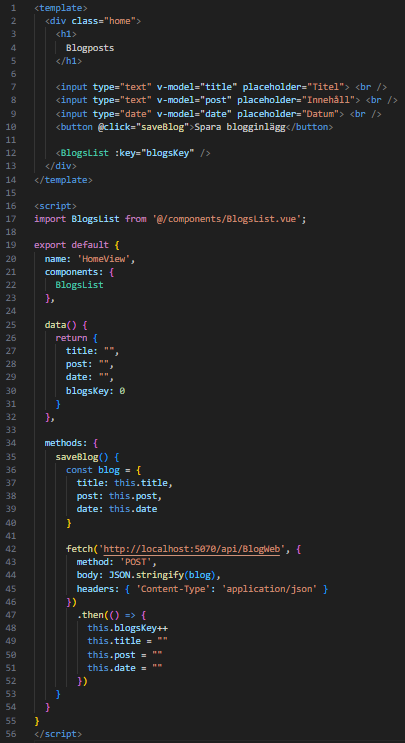 1 <template>
2   <div class="home">
3     <h1>
4       Blogposts
5     </h1>
6
7     <input type="text" v-model="title" placeholder="Titel"> <br />
8     <input type="text" v-model="post" placeholder="Innehåll"> <br />
9     <input type="date" v-model="date" placeholder="Datum"> <br />
10     <button @click="saveBlog">Spara blogginlägg</button>
11
12     <BlogsList :key="blogsKey" />
13   </div>
14 </template>
15
16 <script>
17 import BlogsList from '@/components/BlogsList.vue';
18
19 export default {
20   name: 'HomeView',
21   components: {
22     BlogsList
23   },
24
25   data() {
26     return {
27       title: "",
28       post: "",
29       date: "",
30       blogsKey: 0
31     }
32   },
33
34   methods: {
35     saveBlog() {
36       const blog = {
37         title: this.title,
38         post: this.post,
39         date: this.date
40       }
41
42       fetch('http://localhost:5070/api/BlogWeb', {
43         method: 'POST',
44         body: JSON.stringify(blog),
45         headers: { 'Content-Type': 'application/json' }
46       })
47         .then(() => {
48           this.blogsKey++
49           this.title = ""
50           this.post = ""
51           this.date = ""
52         })
53     }
54   }
55 }
56 </script>